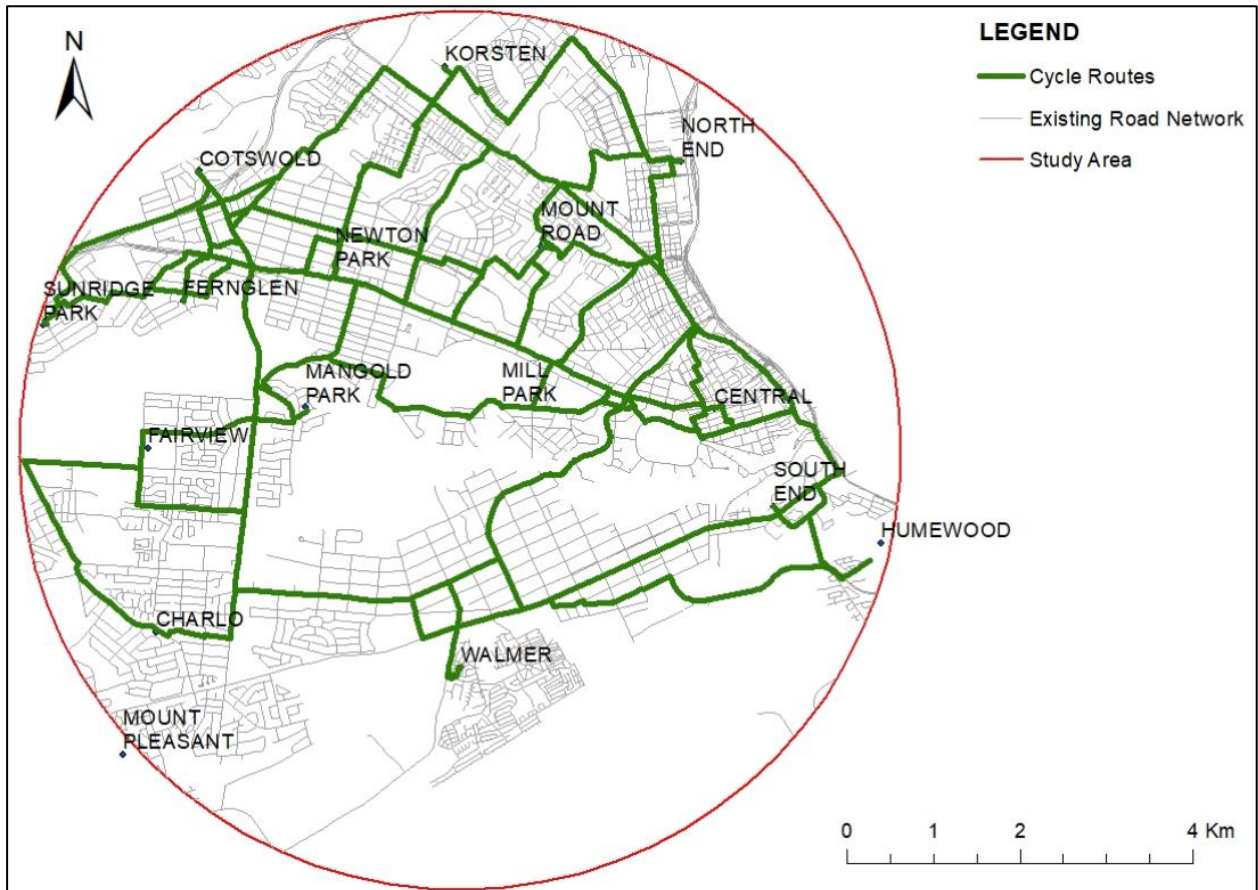 N
KORSTEN
LEGEND
Cycle Routes
Existing Road Network
Study Area
NORTH
END
COTSWOLD
MOUNT
ROAD
NEWTON
PARK
SUNRIDGE
PARK
FERNGLEN
MANGOLD
PARK
MILL
PARK
CENTRAL
FAIRVIEW
SOUTH
END
HUMEWOOD
CHARLO
WALMER
MOUNT
PLEASANT
0 1 2 4 Km